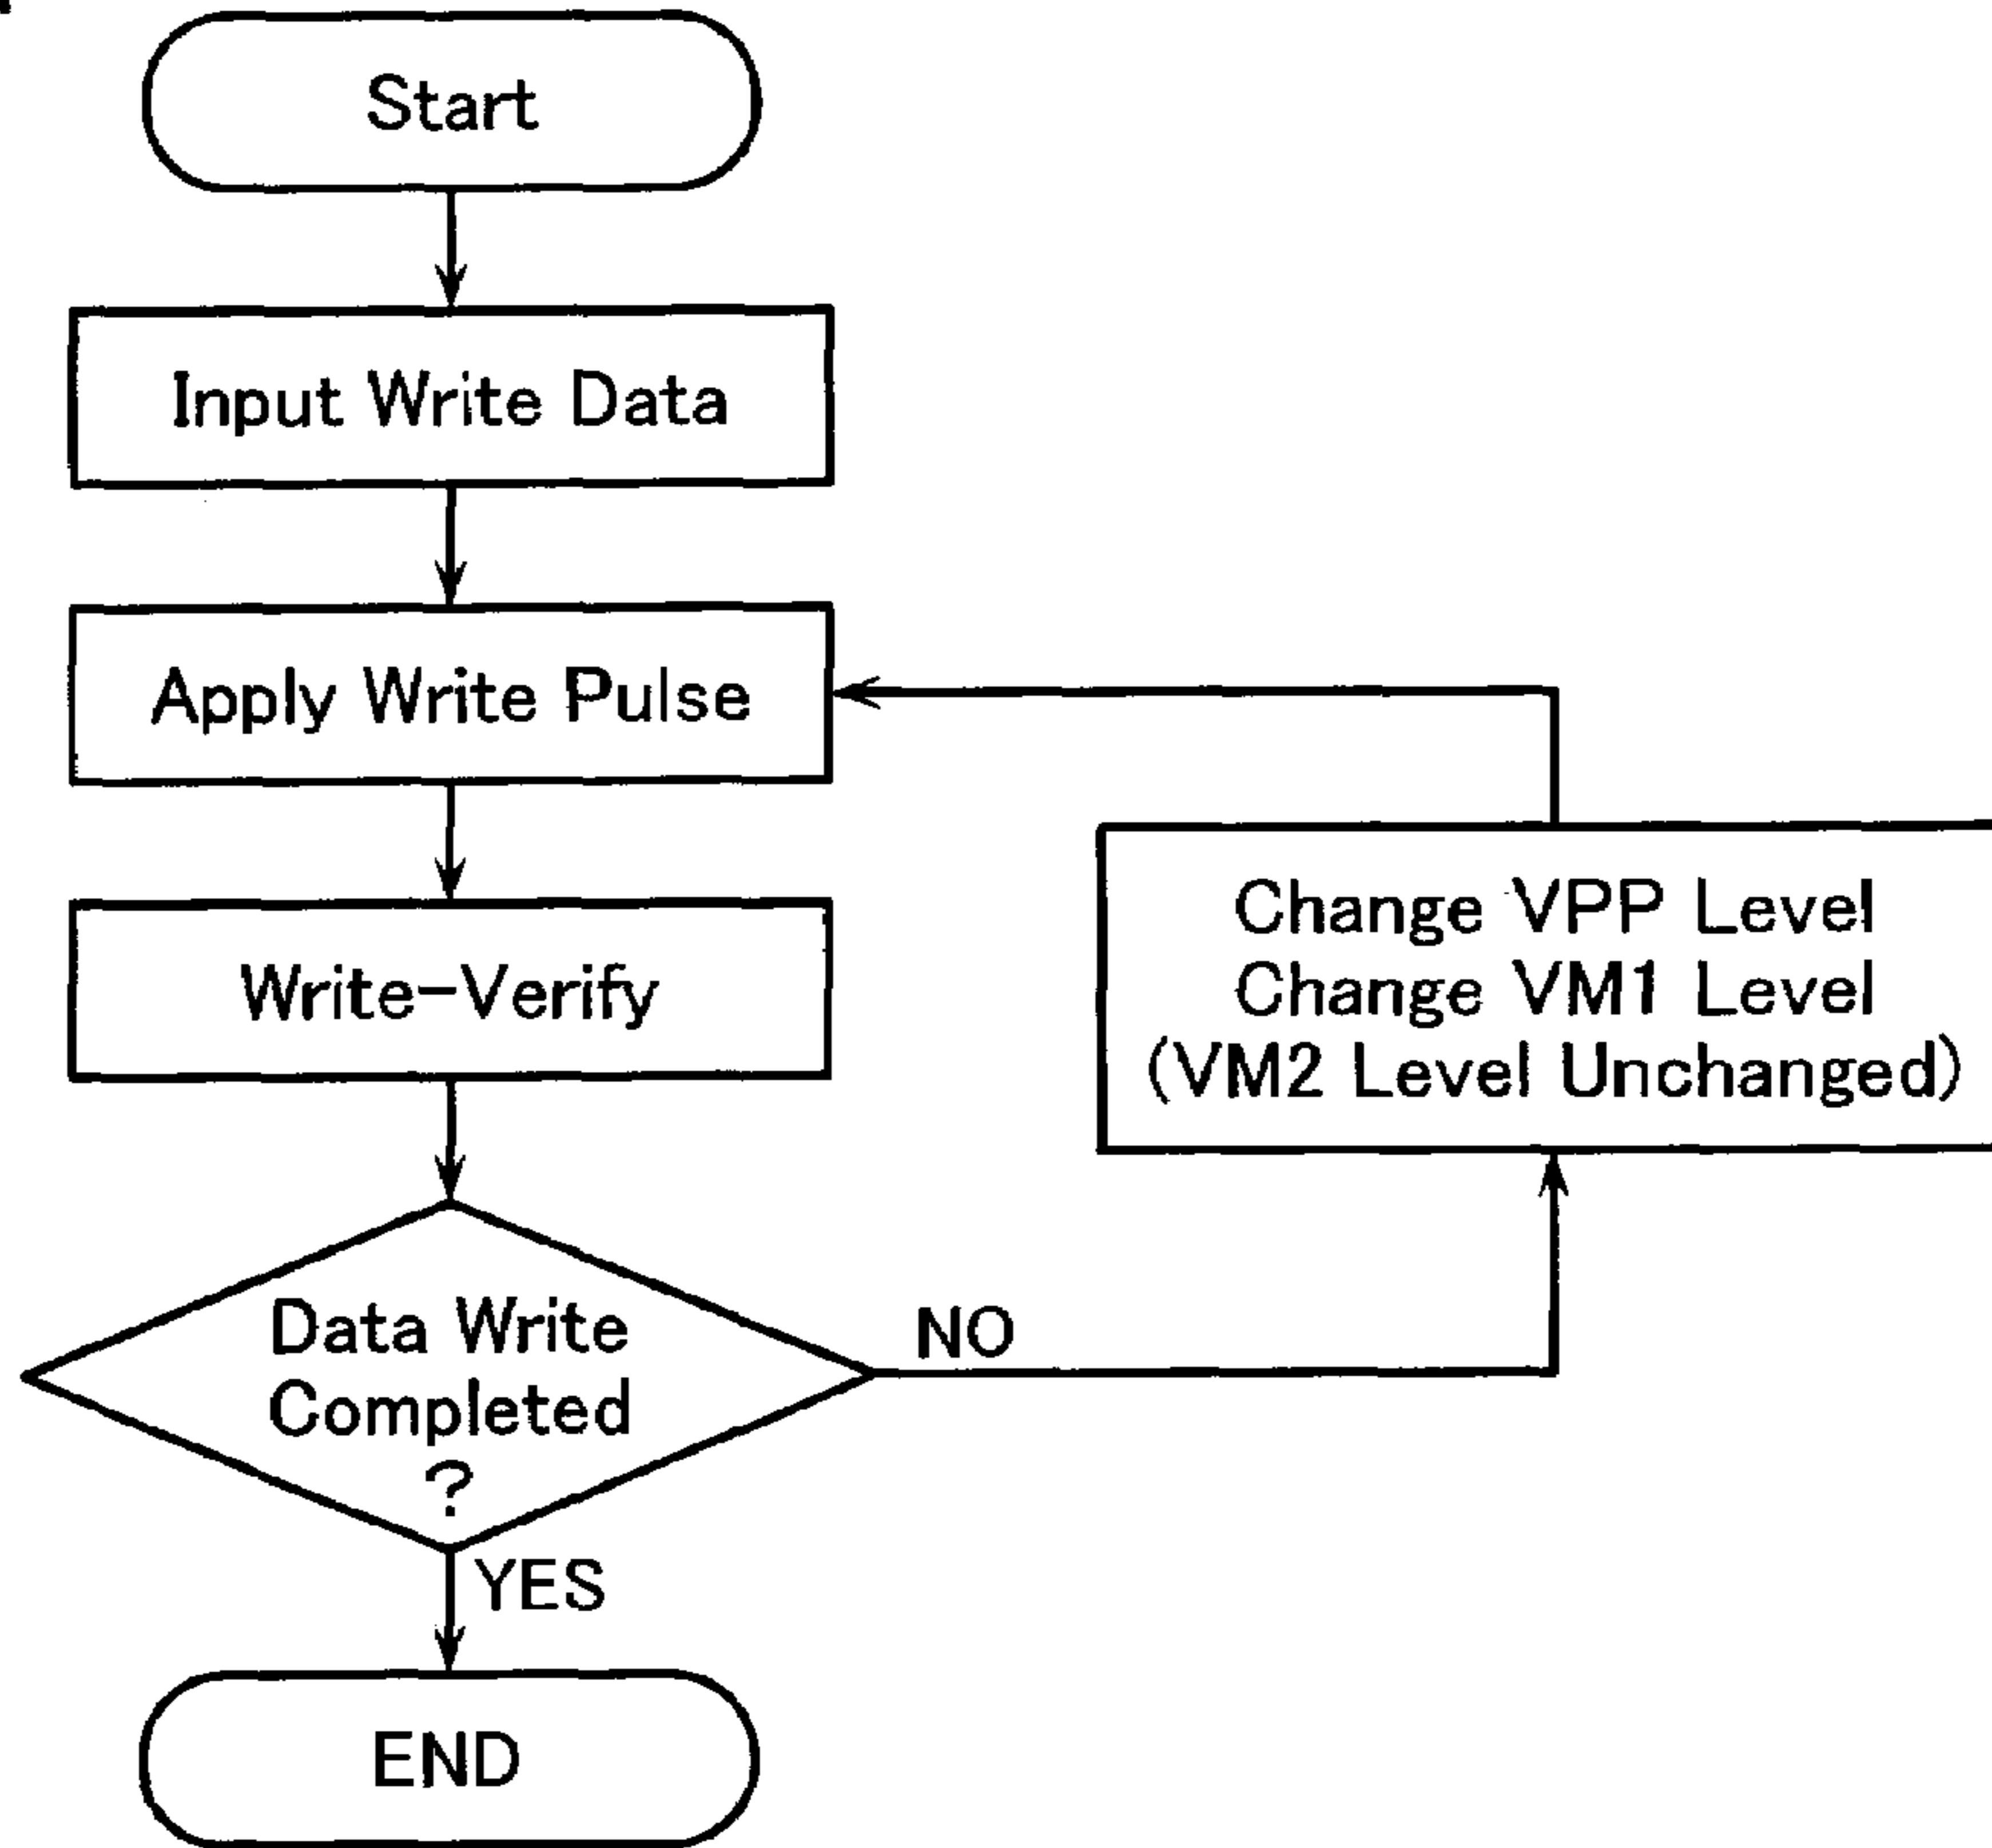 Start
Input Write Data
Apply Write Pulse
Write-Verify
Change VPP Level
Change VM1 Level
(VM2 Level Unchanged)
Data Write
Completed
?
NO
YES
END